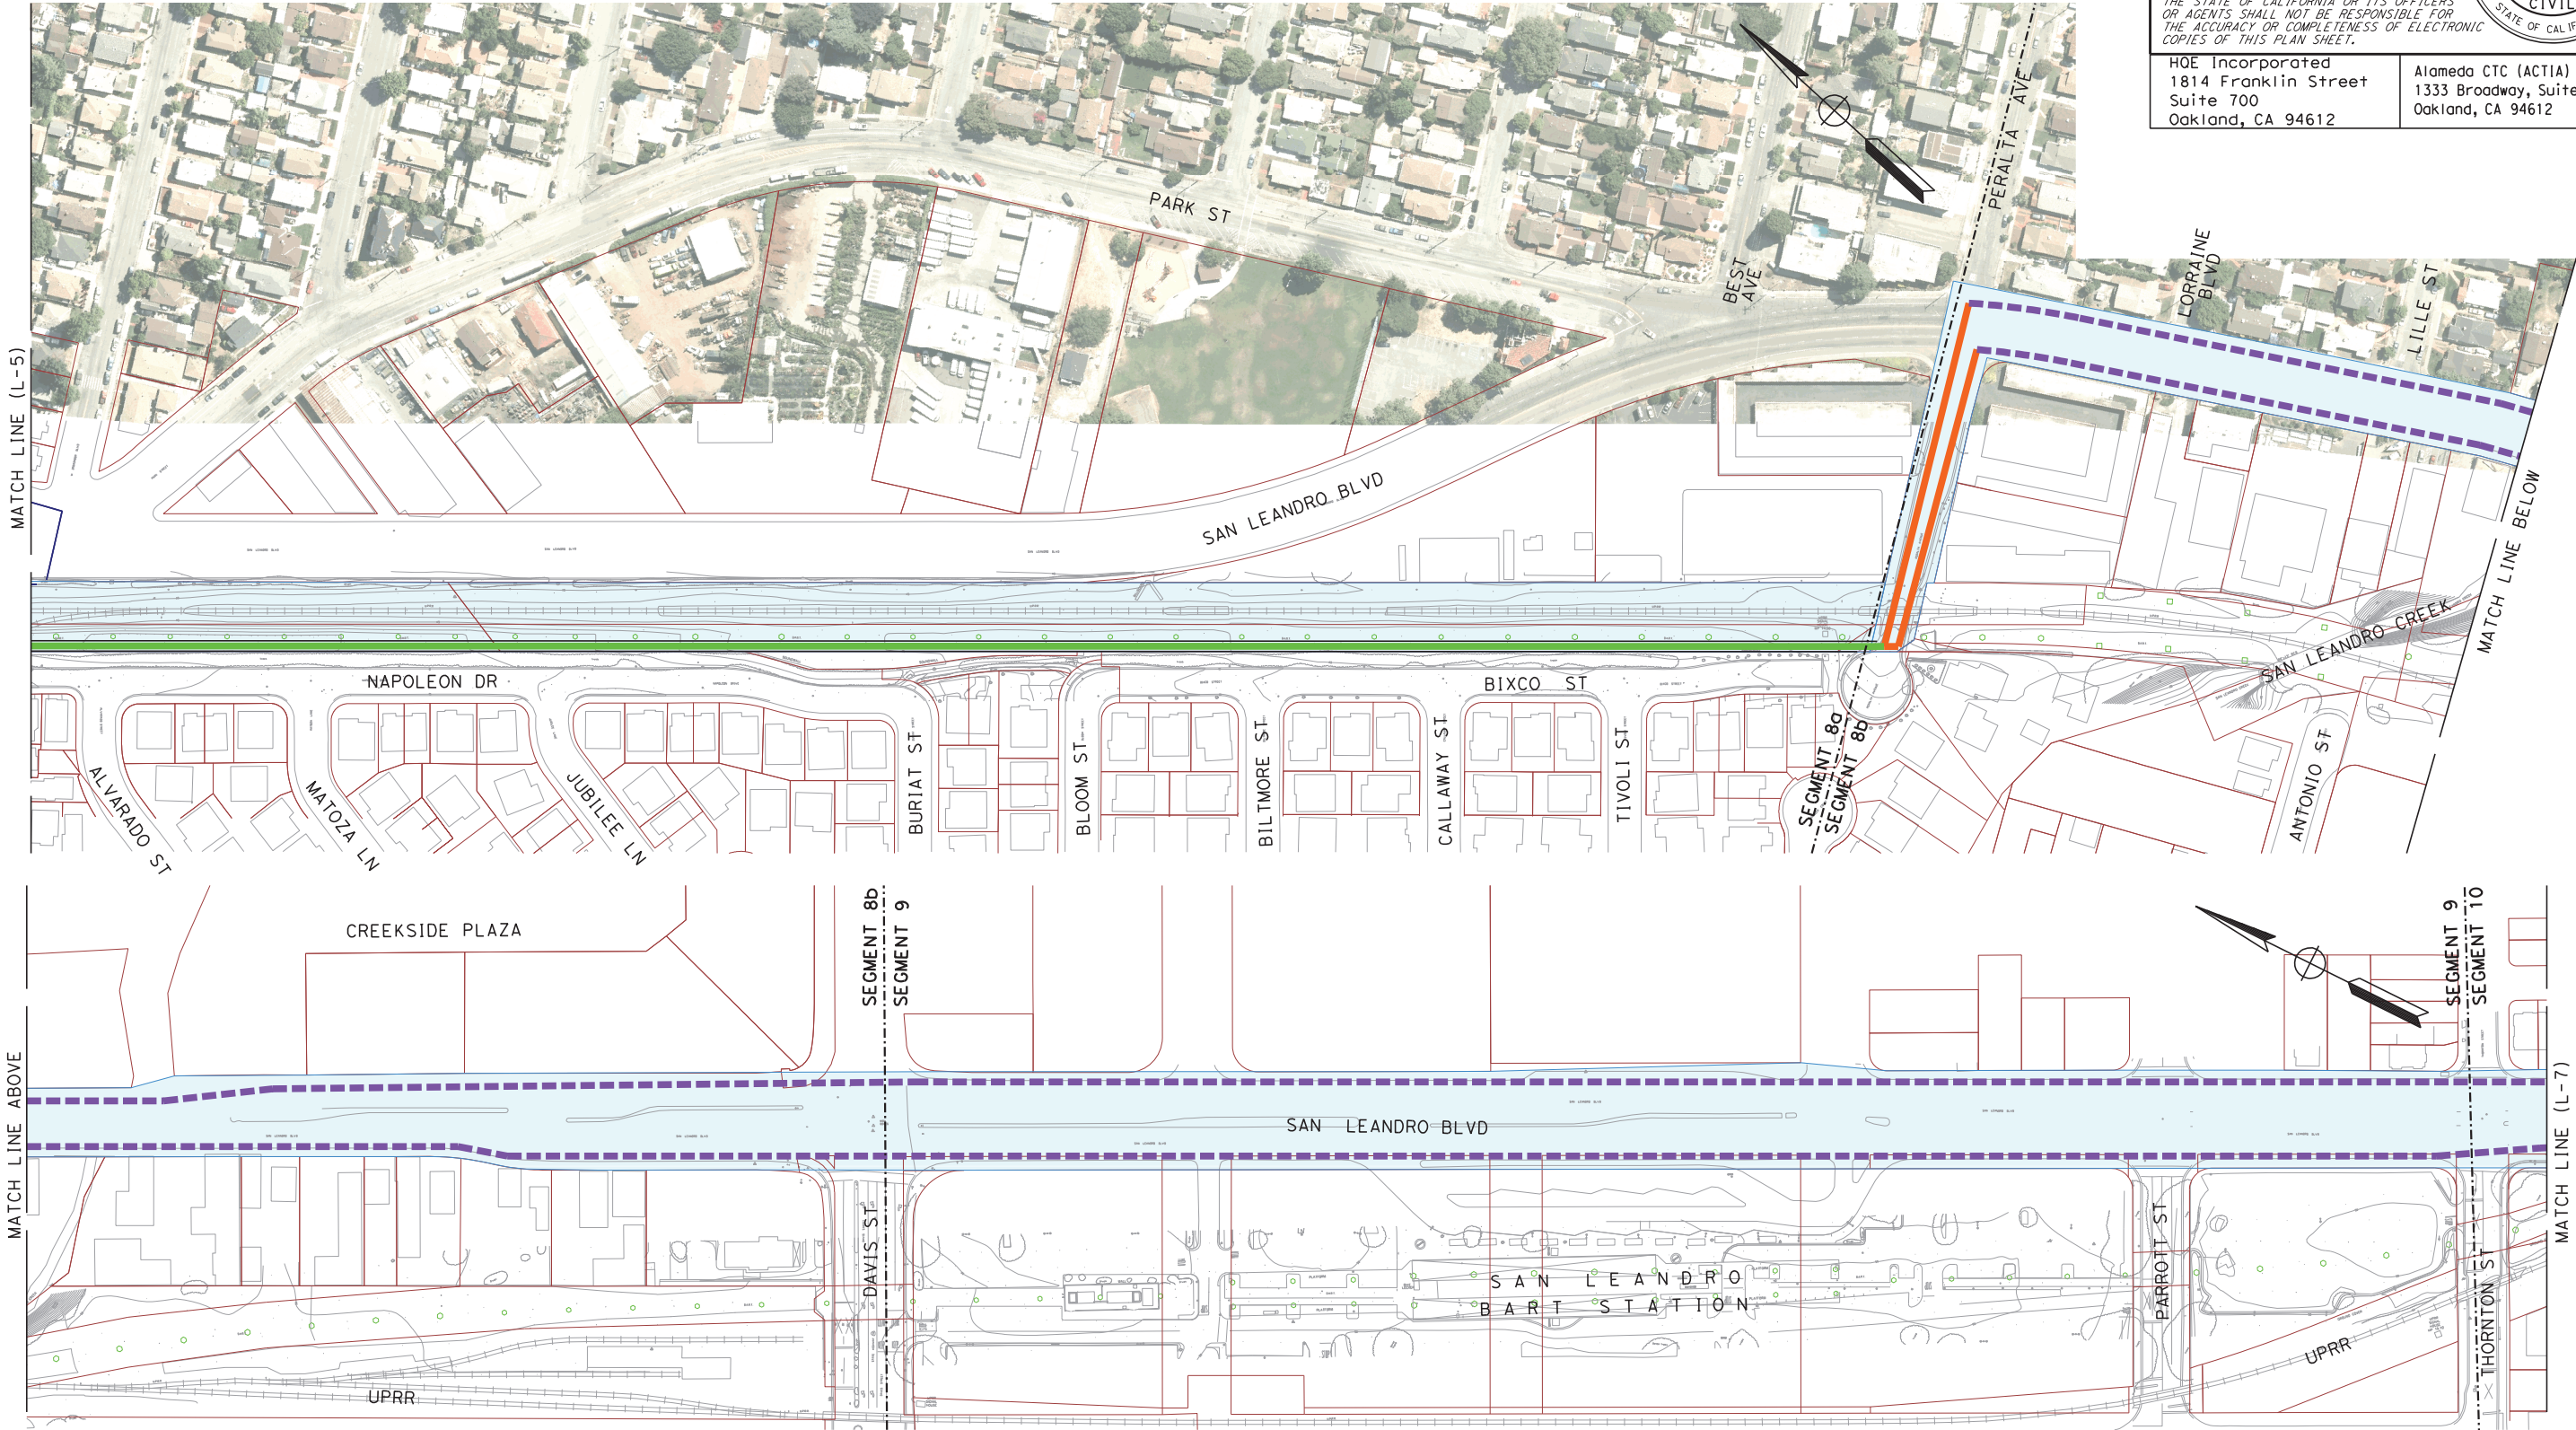 THE STATE OF CALIFORNIA OR ITS OFFICERS
OR AGENTS SHALL NOT BE RESPONSIBLE FOR
THE ACCURACY OR COMPLETENESS OF ELECTRONIC
COPIES OF THIS PLAN SHEET.
CIVIL
STATE OF CALIF
HQE Incorporated
1814 Franklin Street
Suite 700
Oakland, CA 94612
Alameda CTC (ACTIA)
1333 Broadway, Suite
Oakland, CA 94612
PERALTA AVE
PARK ST
BEST
AVE
LORRAINE
BLVD
LILLE ST
MATCH LINE (L-5)
SAN LEANDRO BLVD
MATCH LINE BELOW
SAN LEANDRO CREEK
NAPOLEON DR
BIXCO ST
ALVARADO ST
MATOZA LN
JUBILEE LN
BURIAT ST
BLOOM ST
BILTMORE ST
CALLAWAY ST
TIVOLI ST
SEGMENT 8a
SEGMENT 8b
ANTONIO ST
CREEKSIDE PLAZA
SEGMENT 8b
SEGMENT 9
SEGMENT 9
SEGMENT 10
MATCH LINE ABOVE
SAN LEANDRO BLVD
MATCH LINE (L-7)
DAVIS ST
SAN LEANDRO
BART STATION
PARROTT ST
THORNTON ST
UPRR
UPRR